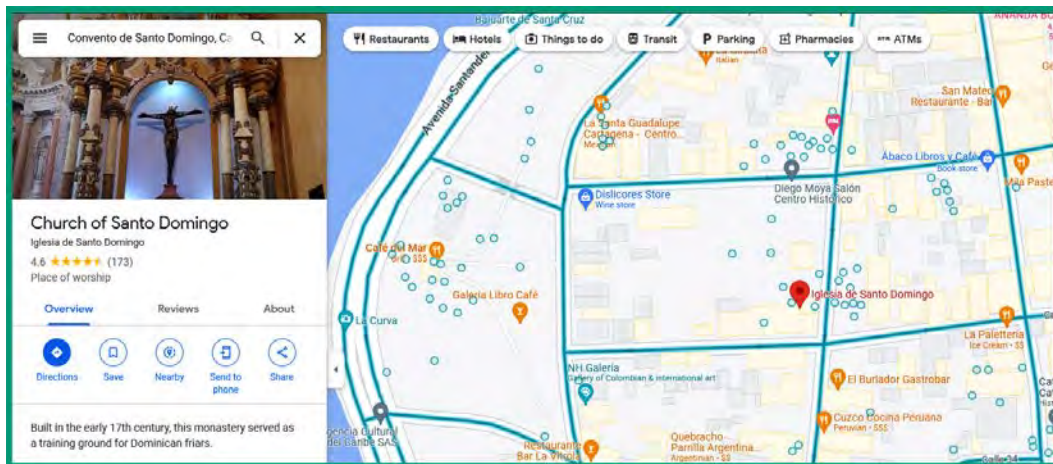 Convento de Santo Domingo, Ca
Church of Santo Domingo
Iglesia de Santo Domingo
4.6 ★★★★★ (173)
Place of worship
Overview Reviews About
Directions Save Nearby Send to phone Share
Built in the early 17th century, this monastery served as
a training ground for Dominican friars.
Restaurants Hotels Things to do Transit Parking Pharmacies ATMs
Baluarte de Santa Cruz
Avenida Santander
Italian
ANANDA
San Mateo
Restaurante - Bar
La Santa Guadalupe
Cartagena - Centro...
Mexican
Ábaco Libros y Café
Book store
Mila Paste
Diego Moya Salón
Centro Histórico
Dislicores Store
Wine store
Café del Mar
Galería Libro Café
Iglesia de Santo Domingo
La Curva
La Paletteria
Ice Cream • $$
NH Galería
Gallery of Colombian & international art
El Burlador Gastrobar
Cuzco Cocina Peruana
Peruvian • $$$
gencia Cultural
del Caribe SAS
Restaurante
Bar La Vitrola
Quebracho
Parrilla Argentina...
Argentinian • $$